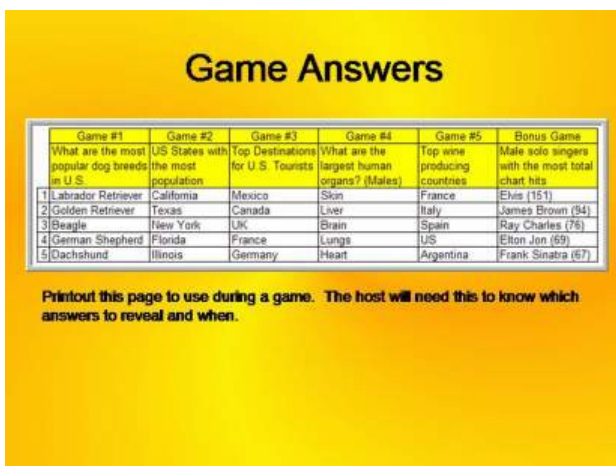 Game Answers
Game #1 Game #2 Game #3 Game #4 Game #5 Bonus Game
What are the most popular dog breeds in U.S. US States with the most population Top Destinations for U.S. Tourists What are the largest human organs? (Males) Top wine producing countries Male solo singers with the most total chart hits
1 Labrador Retriever California Mexico Skin France Elvis (151)
2 Golden Retriever Texas Canada Liver Italy James Brown (94)
3 Beagle New York UK Brain Spain Ray Charles (76)
4 German Shepherd Florida France Lungs US Elton Jon (69)
5 Dachshund Illinois Germany Heart Argentina Frank Sinatra (67)
Printout this page to use during a game. The host will need this to know which
answers to reveal and when.